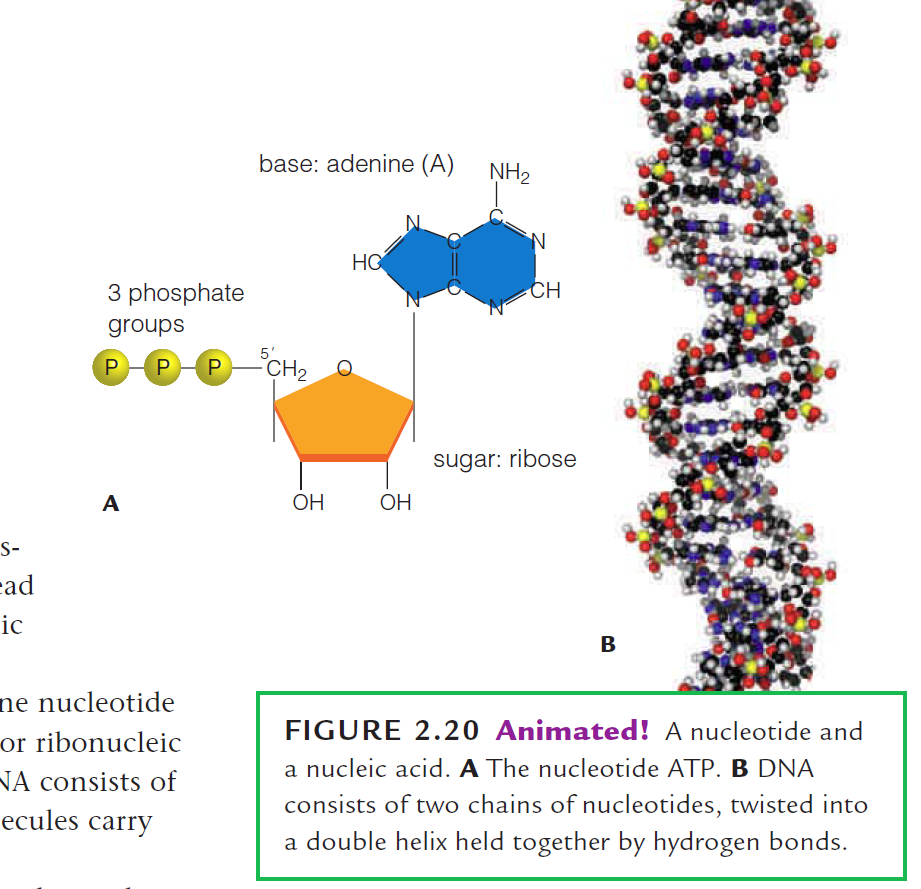 base: adenine (A)
NH2
N
C
C
N
HC
C
CH
N
N
3 phosphate
groups
P
P
P
5′
CH2
O
sugar: ribose
OH
OH
A
s-
ead
ic
B
ne nucleotide
or ribonucleic
NA consists of
ecules carry
FIGURE 2.20 Animated! A nucleotide and
a nucleic acid. A The nucleotide ATP. B DNA
consists of two chains of nucleotides, twisted into
a double helix held together by hydrogen bonds.